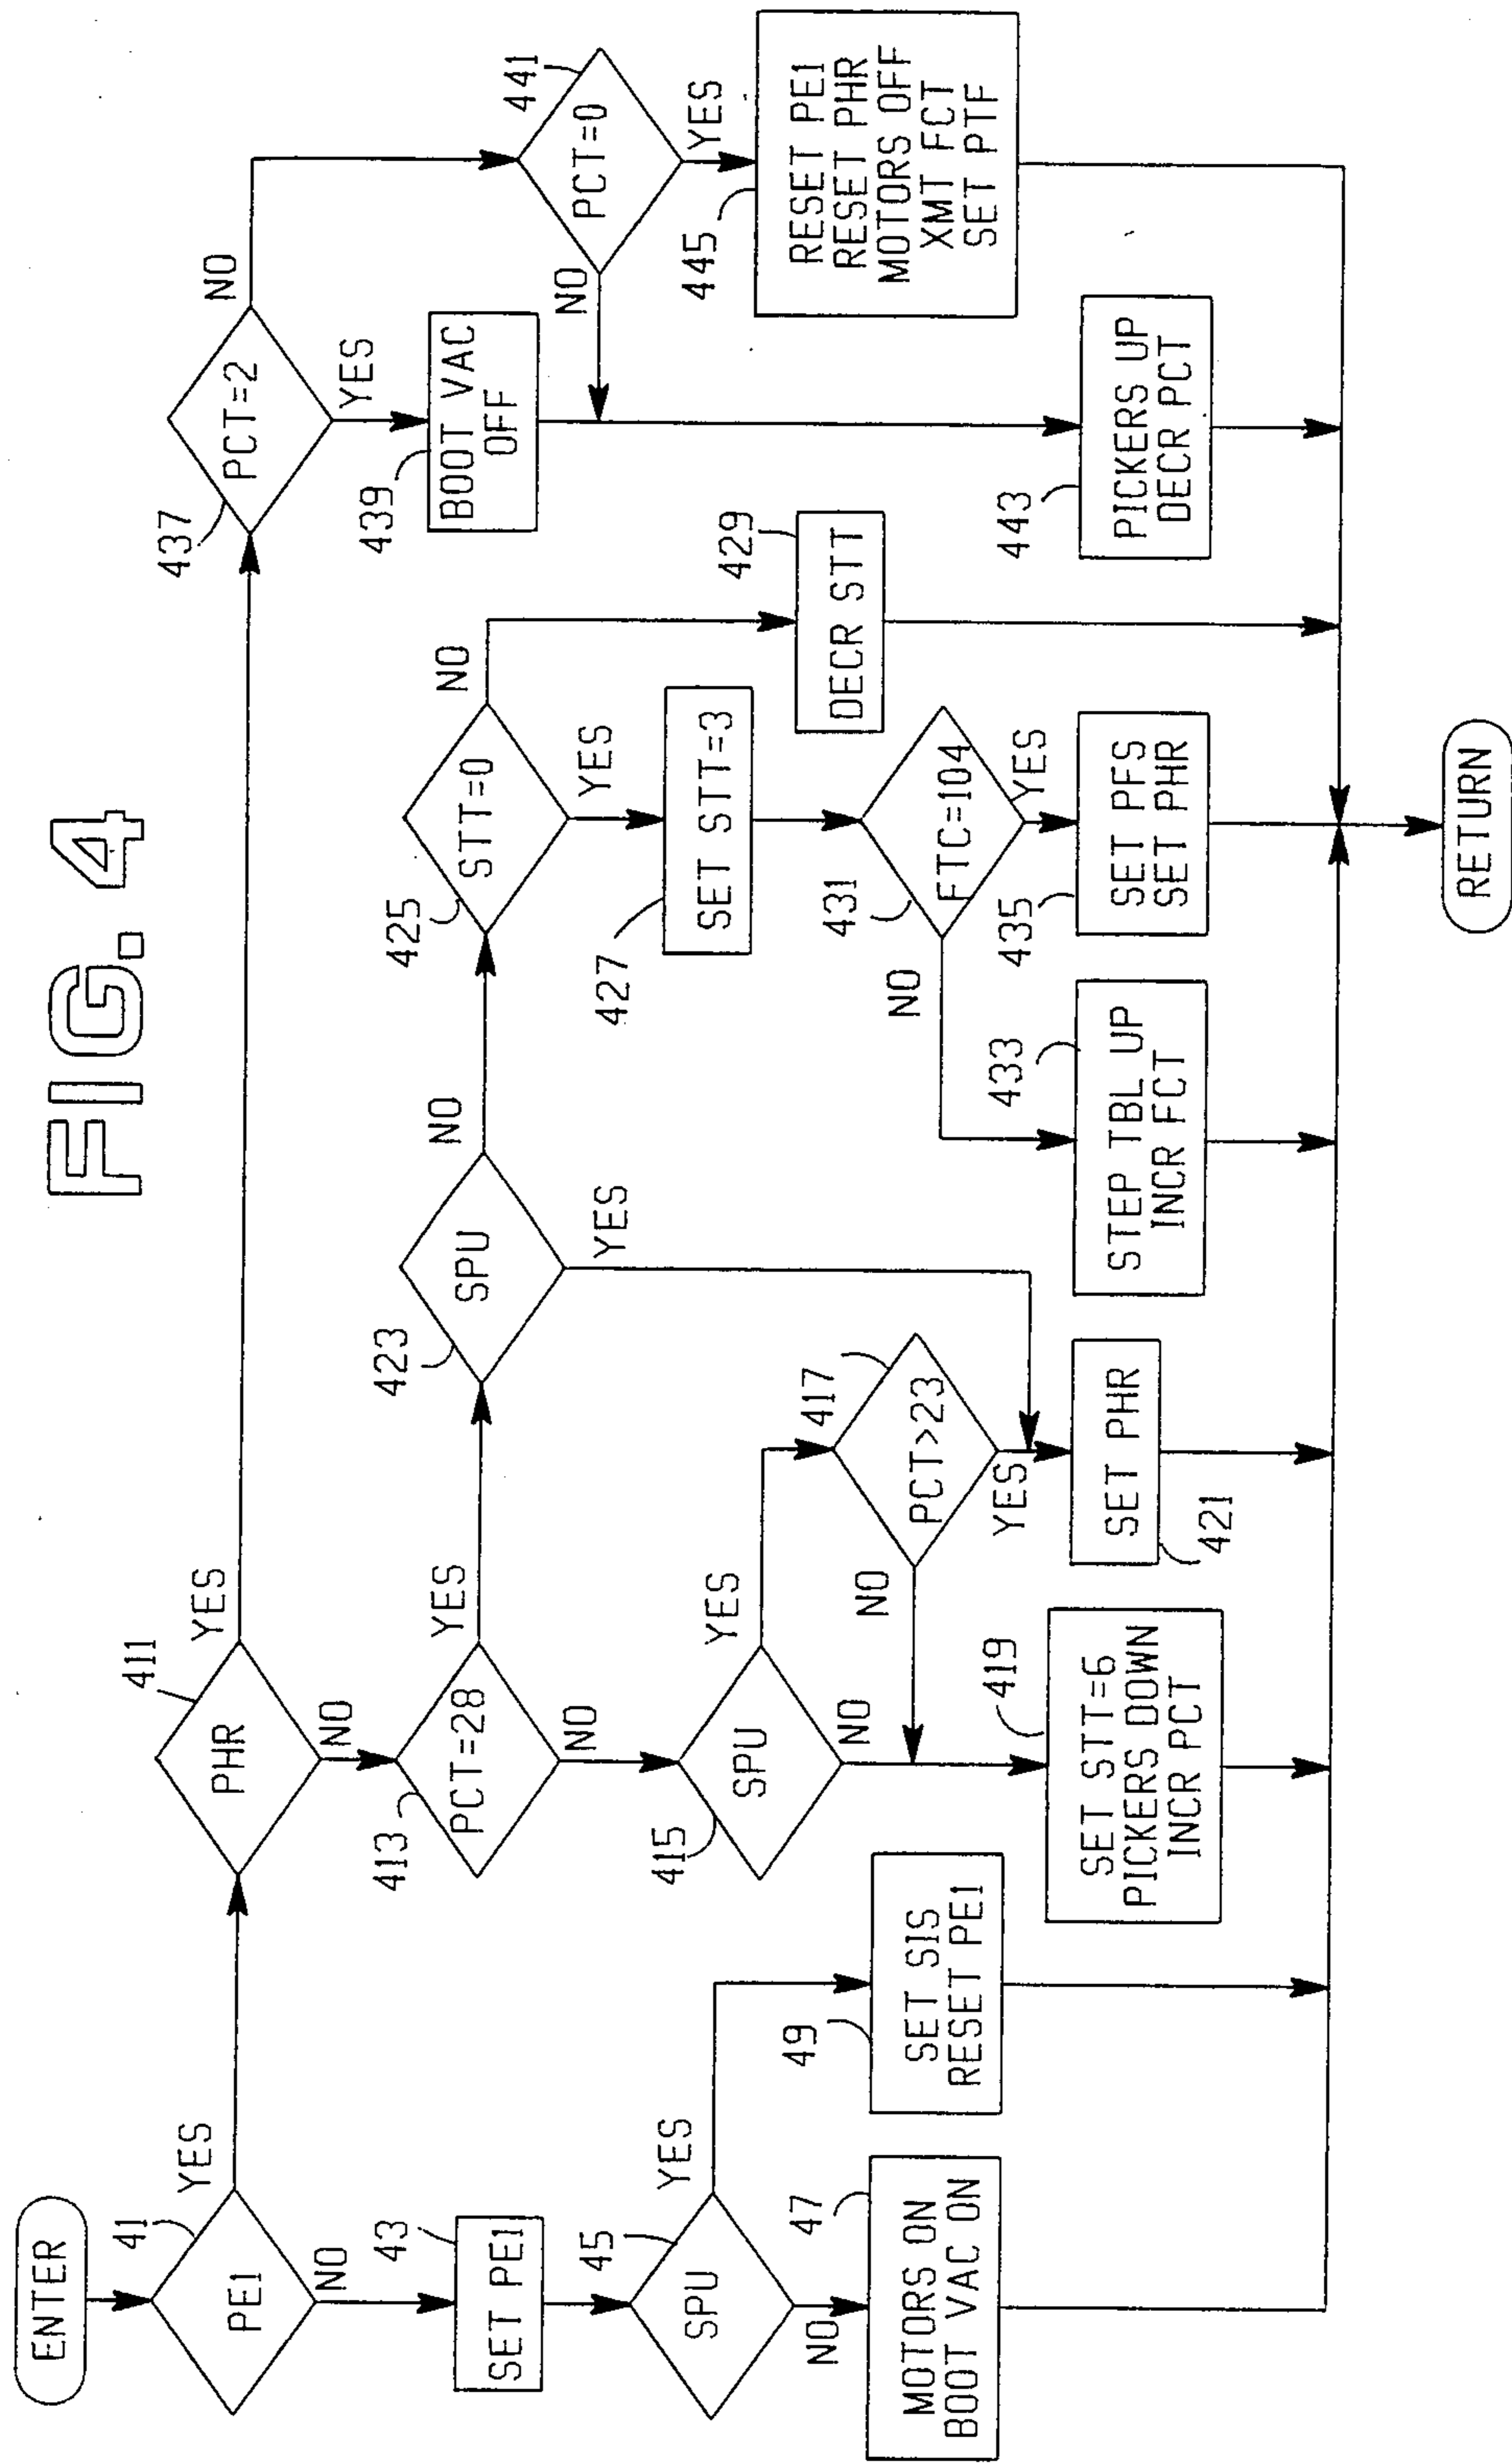 FIG. 4
ENTER
41
PE1
YES
NO
43
SET PE1
45
SPU
YES
NO
47
MOTORS ON
BOOT VAC ON
49
SET SIS
RESET PE1
411
PHR
YES
NO
413
PCT=28
YES
NO
415
SPU
YES
NO
417
PCT>23
NO
YES
419
SET STT=6
PICKERS DOWN
INCR PCT
SET PHR
421
423
SPU
NO
YES
425
STT=0
NO
YES
427
SET STT=3
429
DECR STT
431
FTC=104
NO
YES
433
STEP TBL UP
INCR FCT
435
SET PFS
SET PHR
437
PCT=2
NO
YES
439
BOOT VAC
OFF
441
PCT=0
NO
YES
443
PICKERS UP
DECR PCT
445
RESET PE1
RESET PHR
MOTORS OFF
XMT FCT
SET PTF
RETURN